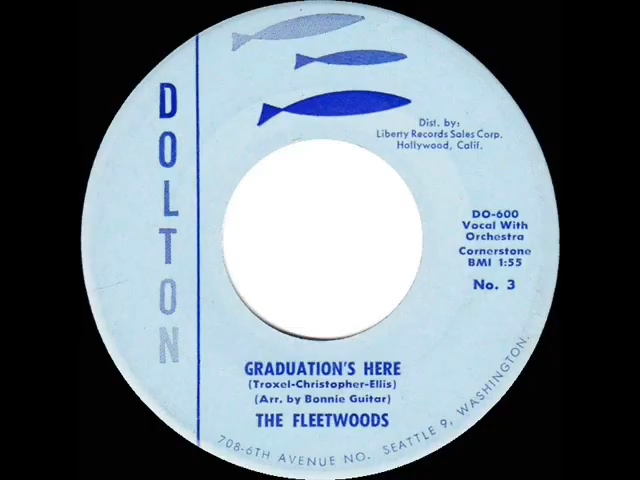 DOLTON
Dist. by:
Liberty Records Sales Corp.
Hollywood, Calif.
DO-600
Vocal With
Orchestra
Cornerstone
BMI 1:55
No. 3
GRADUATION'S HERE
(Troxel-Christopher-Ellis)
(Arr. by Bonnie Guitar)
THE FLEETWOODS
708-6TH AVENUE NO. SEATTLE 9, WASHINGTON.